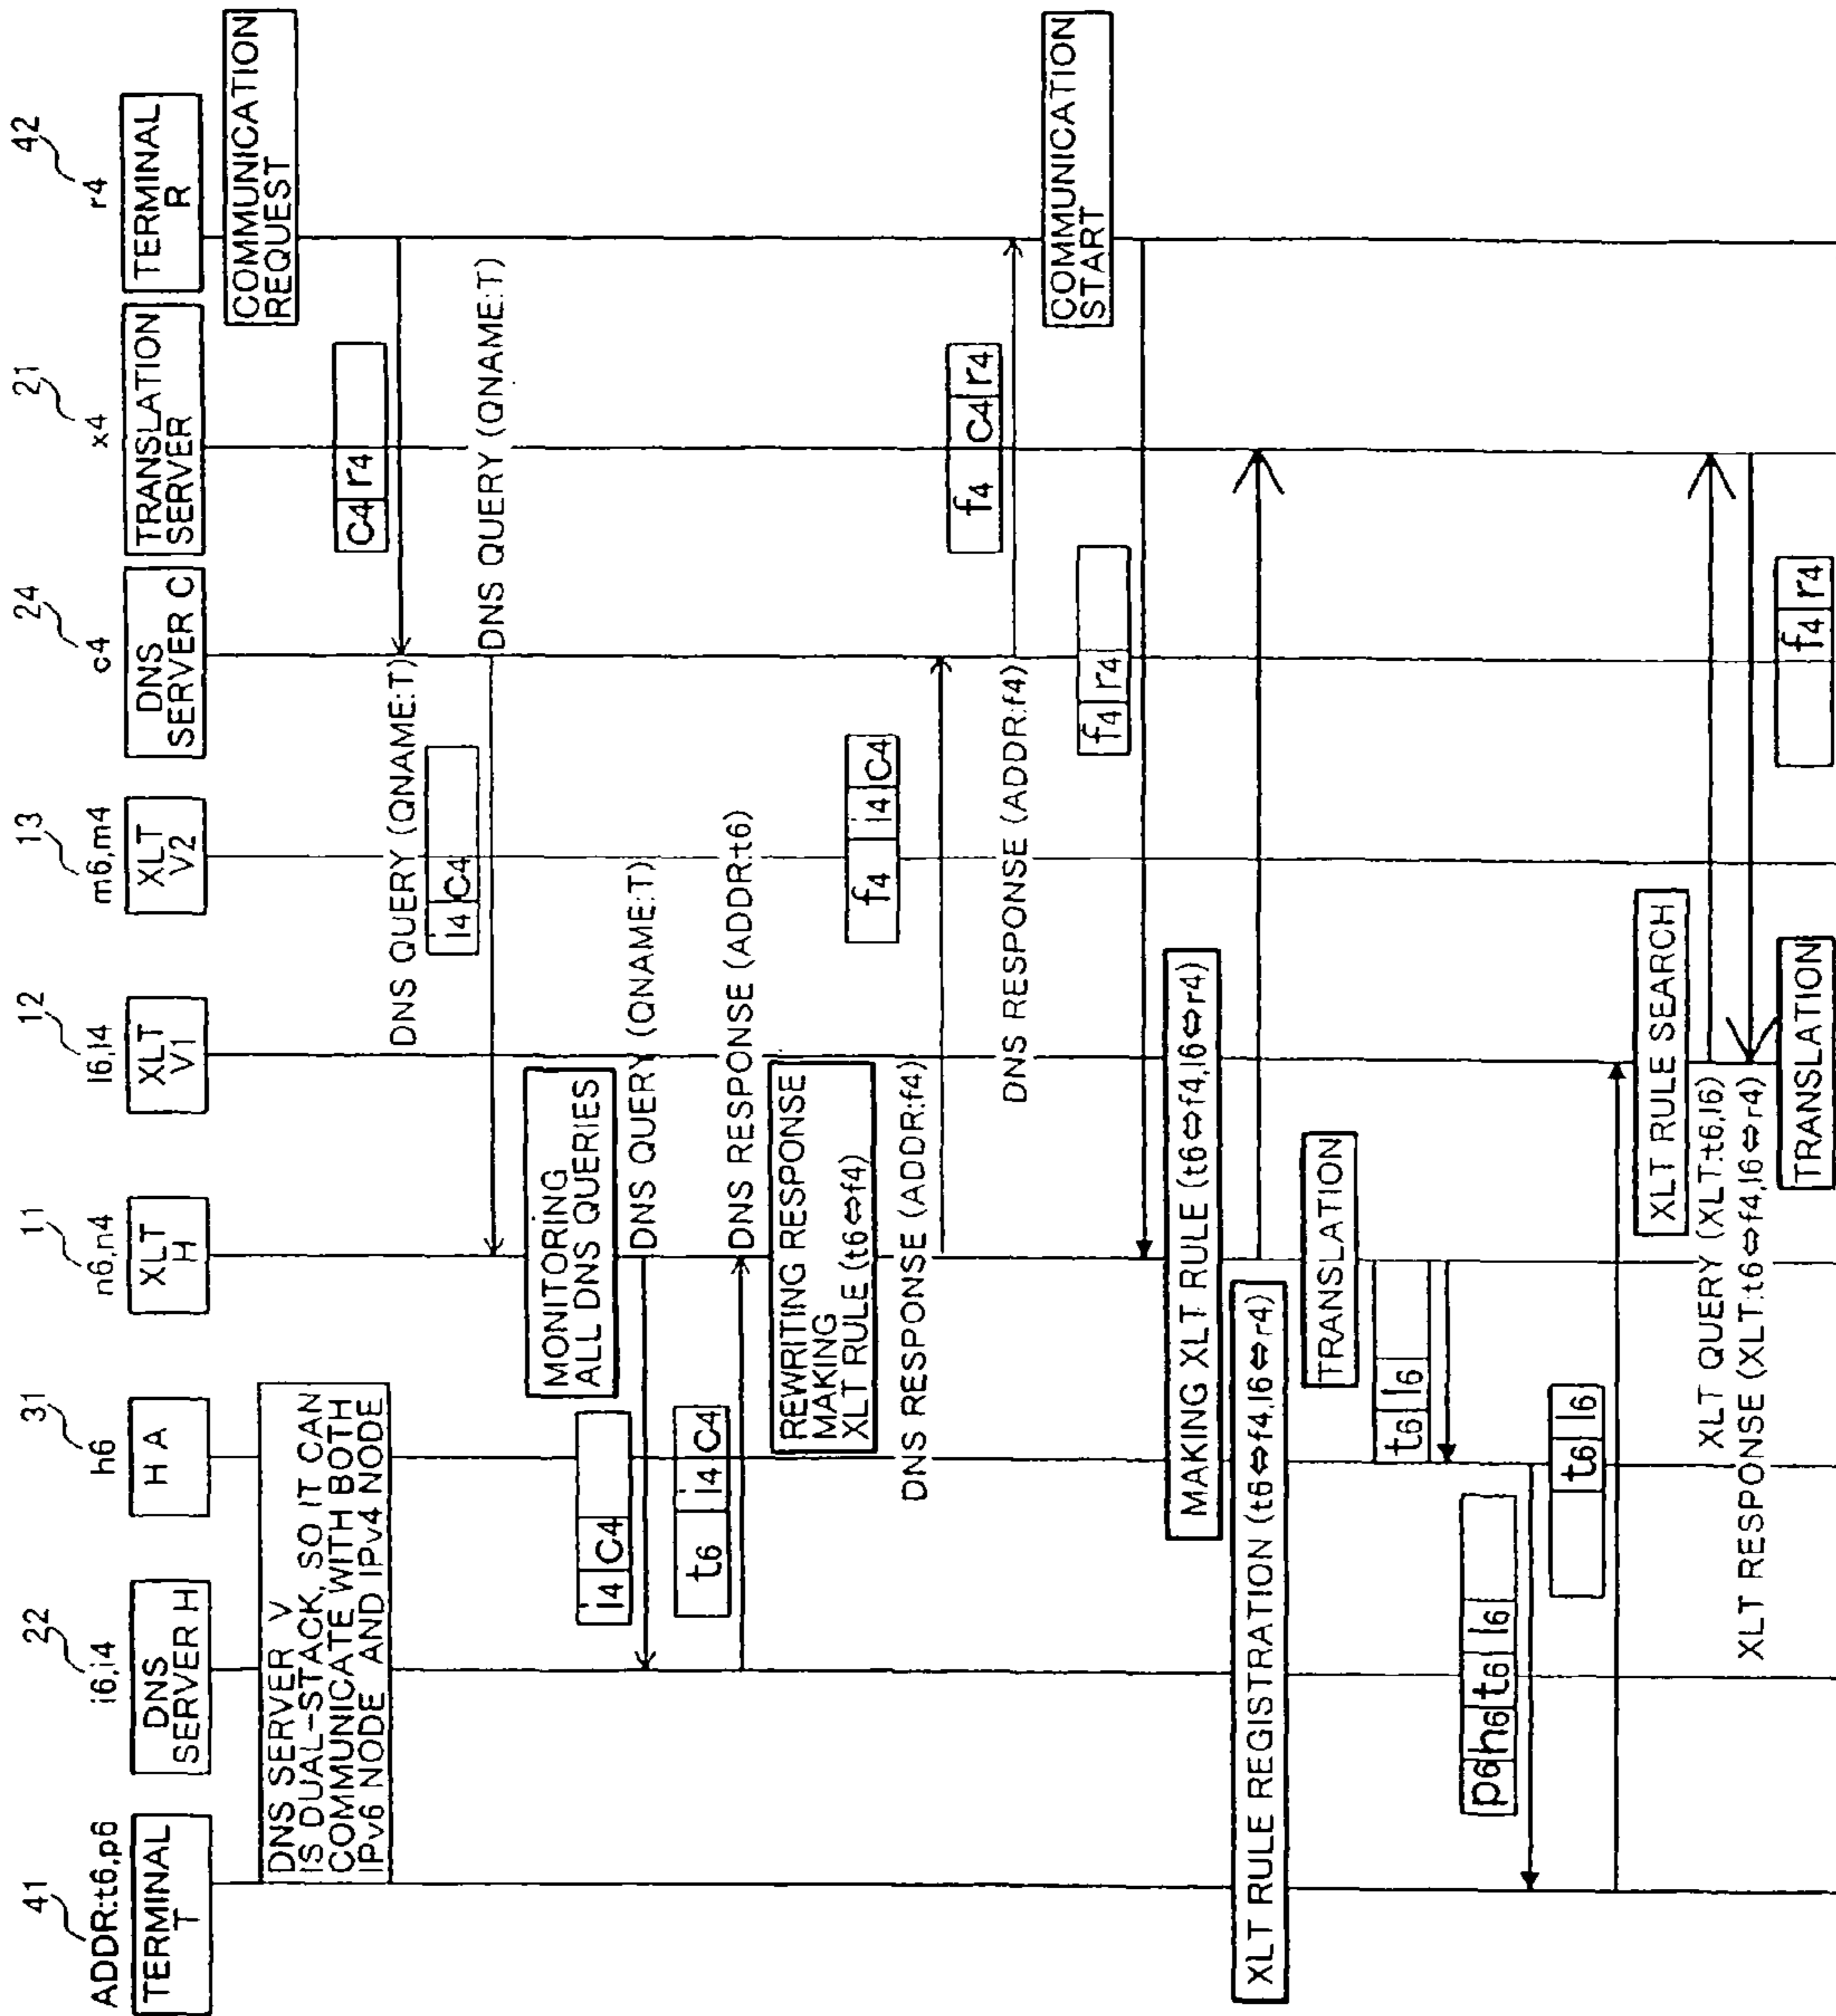 41
ADDR:t6,p6
TERMINAL
T
22
i6,i4
DNS
SERVER H
31
h6
H A
11
n6,n4
XLT
H
12
l6,l4
XLT
V1
13
m6,m4
XLT
V2
24
c4
DNS
SERVER C
21
x4
TRANSLATION
SERVER
42
r4
TERMINAL
R
COMMUNICATION
REQUEST
DNS SERVER V
IS DUAL-STACK, SO IT CAN
COMMUNICATE WITH BOTH
IPv6 NODE AND IPv4 NODE
C4 r4
DNS QUERY (QNAME:T)
i4 C4
DNS QUERY (QNAME:T)
MONITORING
ALL DNS QUERIES
i4 C4
DNS QUERY (QNAME:T)
t6 i4 C4
DNS RESPONSE (ADDR:t6)
REWRITING RESPONSE
MAKING
XLT RULE (t6⇔f4)
f4 i4 C4
DNS RESPONSE (ADDR:f4)
f4 C4 r4
DNS RESPONSE (ADDR:f4)
COMMUNICATION
START
f4 r4
MAKING XLT RULE (t6⇔f4,l6⇔r4)
XLT RULE REGISTRATION (t6⇔f4,l6⇔r4)
TRANSLATION
t6 l6
p6 h6 t6 l6
t6 l6
XLT RULE SEARCH
XLT QUERY (XLT:t6,l6)
XLT RESPONSE (XLT:t6⇔f4,l6⇔r4)
TRANSLATION
f4 r4